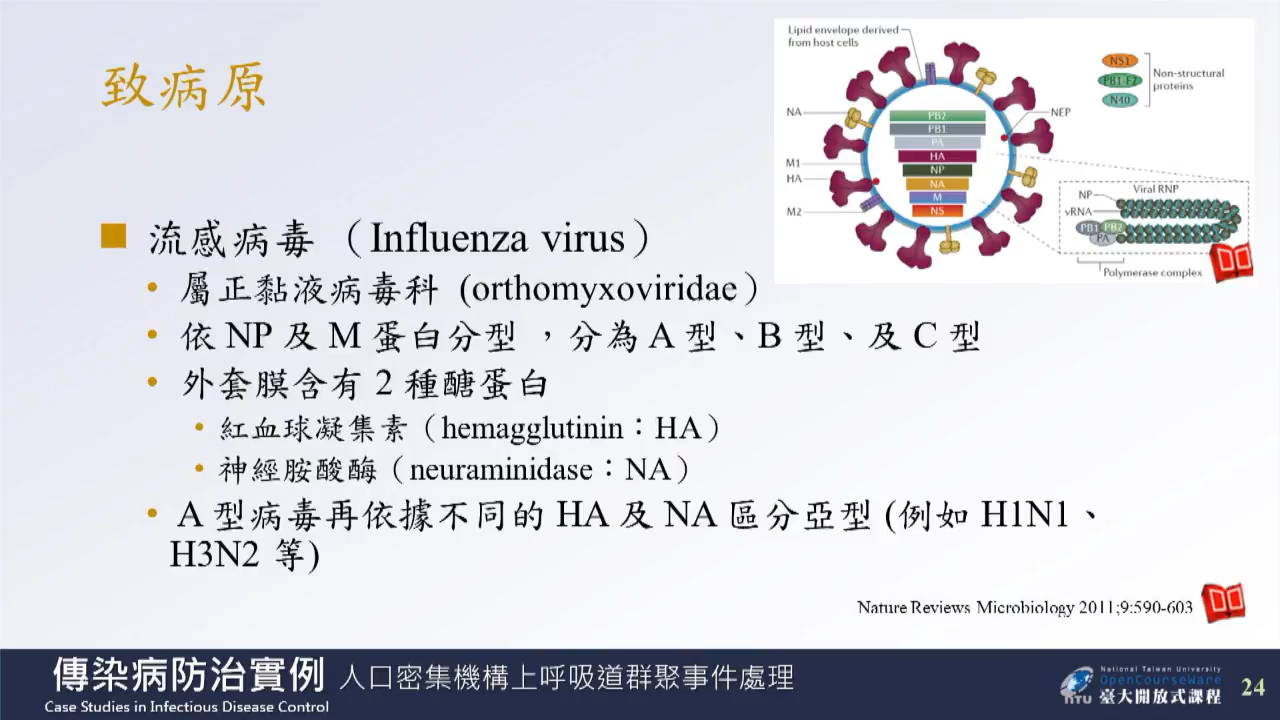 致病原
Lipid envelope derived
from host cells
NA
M1
HA
M2
NEP
PB2
PB1
PA
HA
NP
NA
M
NS
NS1
PB1-F2
N40
Non-structural
proteins
Viral RNP
NP
vRNA
PB1
PB2
PA
Polymerase complex
流感病毒 （Influenza virus）
屬正黏液病毒科 (orthomyxoviridae）
依 NP 及 M 蛋白分型 ，分為 A 型、B 型、及 C 型
外套膜含有 2 種醣蛋白
紅血球凝集素（hemagglutinin：HA）
神經胺酸酶（neuraminidase：NA）
A 型病毒再依據不同的 HA 及 NA 區分亞型 (例如 H1N1、
H3N2 等)
Nature Reviews Microbiology 2011;9:590-603
傳染病防治實例 人口密集機構上呼吸道群聚事件處理
Case Studies in Infectious Disease Control
NTU
National Taiwan University
OpenCourseWare
臺大開放式課程
24